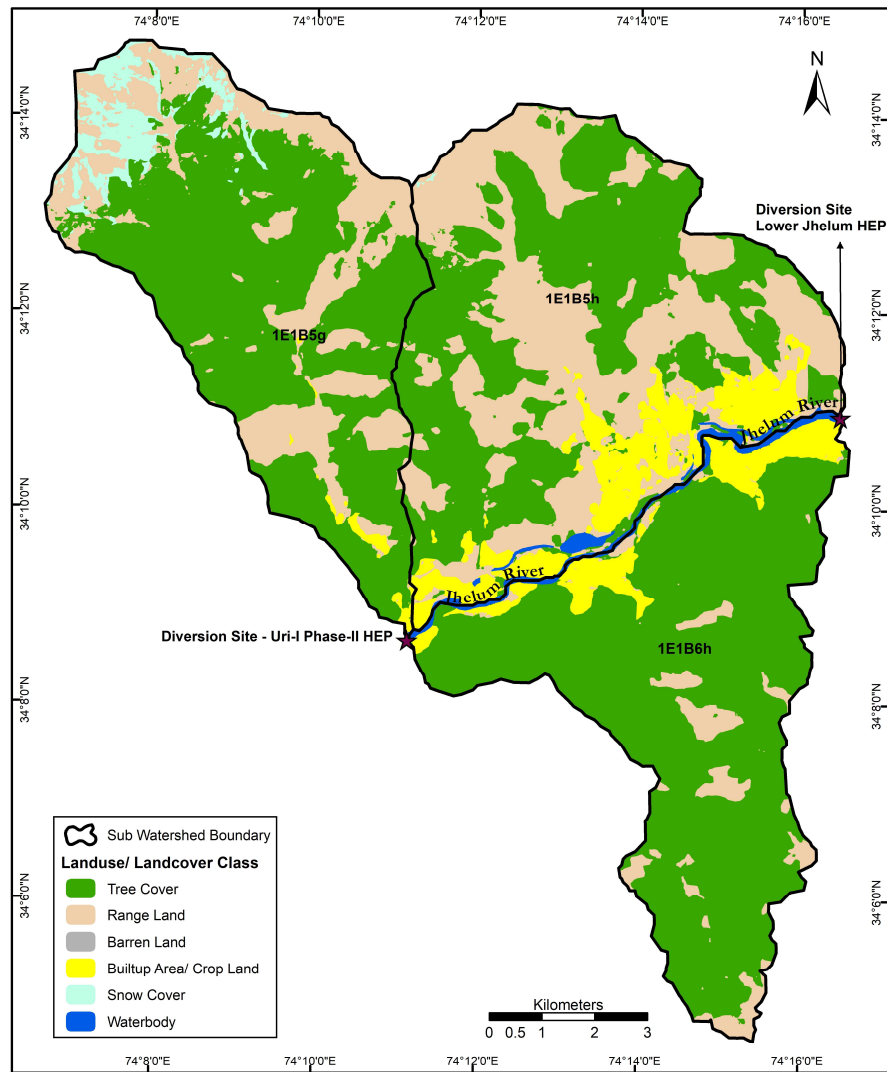 74°8'0"E
74°10'0"E
74°12'0"E
74°14'0"E
74°16'0"E
N
34°14'0"N
34°14'0"N
Diversion Site
Lower Jhelum HEP
34°12'0"N
34°12'0"N
1E1B5h
1E1B5g
Jhelum River
34°10'0"N
34°10'0"N
Jhelum River
Diversion Site - Uri-I Phase-II HEP
1E1B6h
34°8'0"N
34°8'0"N
Sub Watershed Boundary
Landuse/ Landcover Class
Tree Cover
Range Land
Barren Land
Builtup Area/ Crop Land
Snow Cover
Waterbody
34°6'0"N
34°6'0"N
Kilometers
0 0.5 1 2 3
74°8'0"E
74°10'0"E
74°12'0"E
74°14'0"E
74°16'0"E